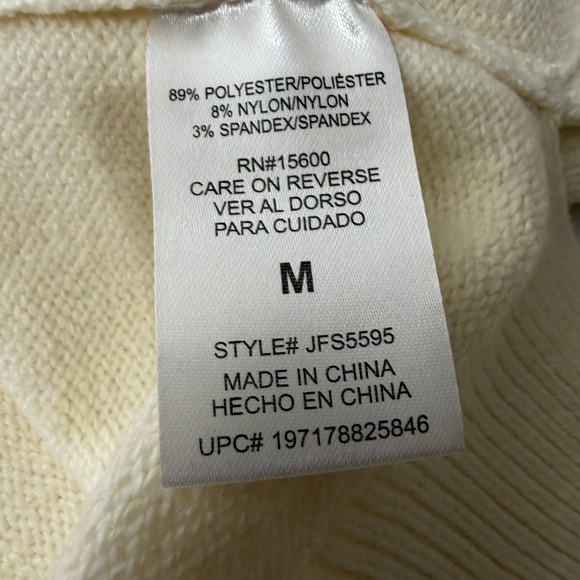 89% POLYESTER/POLIÉSTER
8% NYLON/NYLON
3% SPANDEX/SPANDEX
RN#15600
CARE ON REVERSE
VER AL DORSO
PARA CUIDADO
M
STYLE# JFS5595
MADE IN CHINA
HECHO EN CHINA
UPC# 197178825846